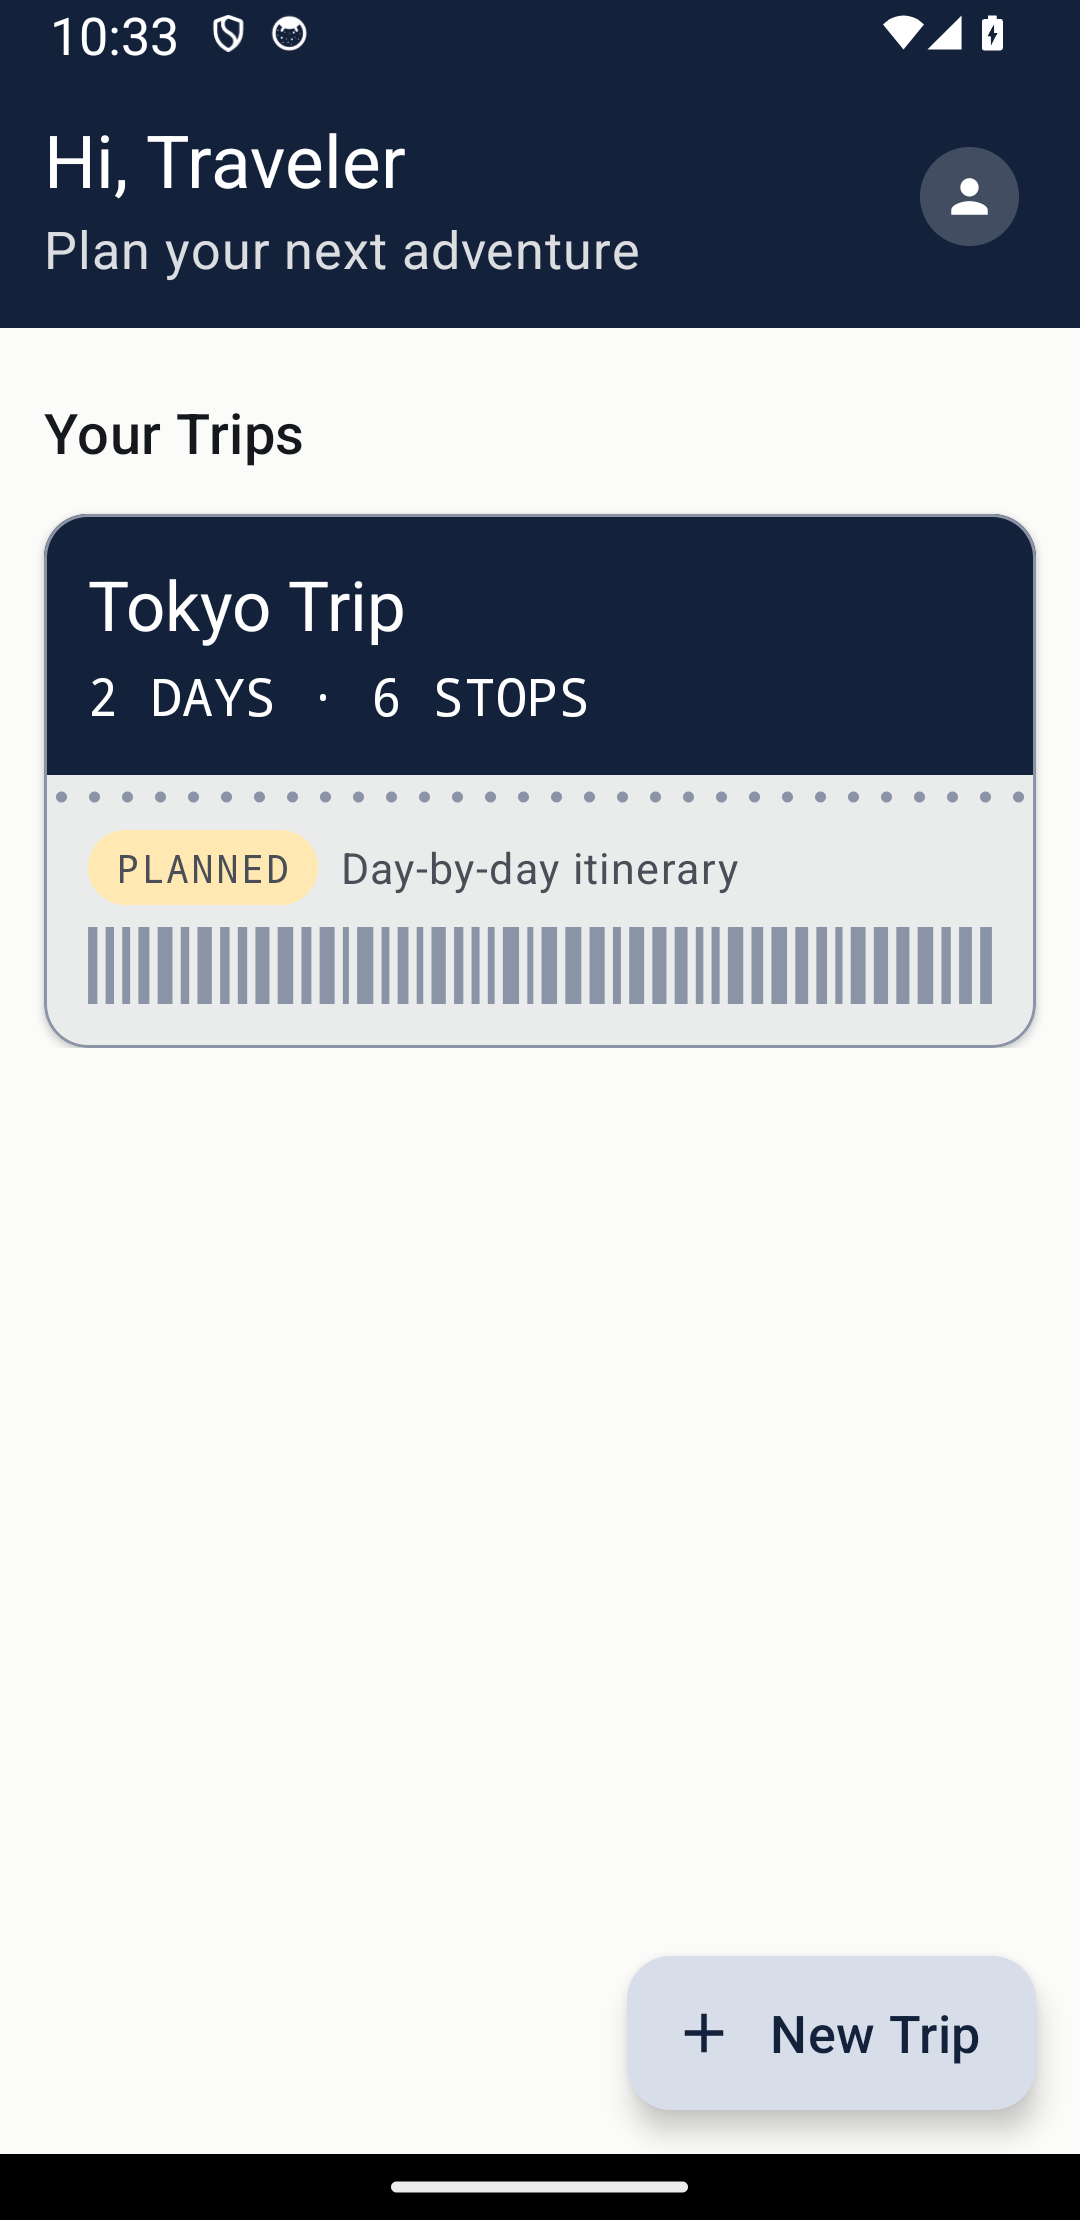 10:33
Hi, Traveler
Plan your next adventure
Your Trips
Tokyo Trip
2 DAYS · 6 STOPS
PLANNED Day-by-day itinerary
New Trip